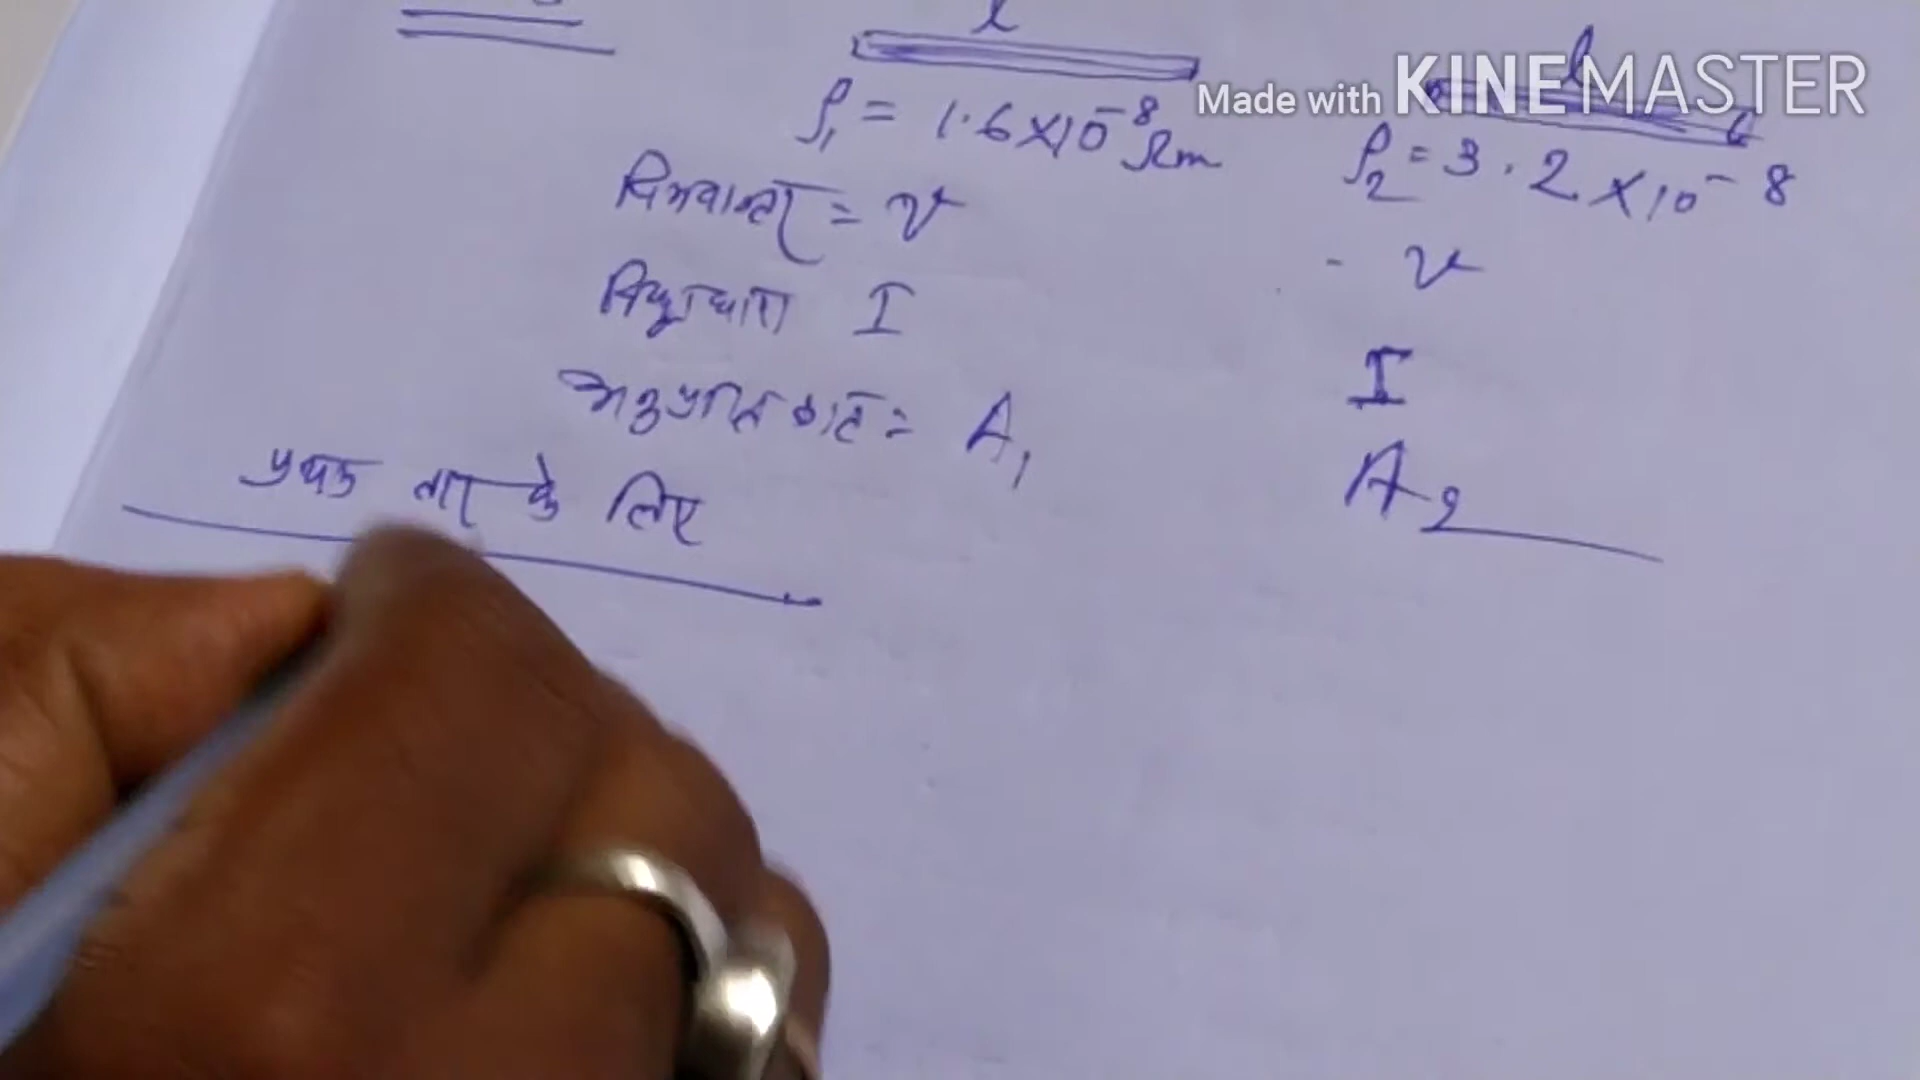 l
l
Made with KINEMASTER
ρ₁ = 1.6×10⁻⁸ Ωm
ρ₂ = 3.2×10⁻⁸
विभवान्तर = v
v
विद्युतधारा I
I
अनुप्रस्थ काट = A₁
A₂
प्रथम तार के लिए